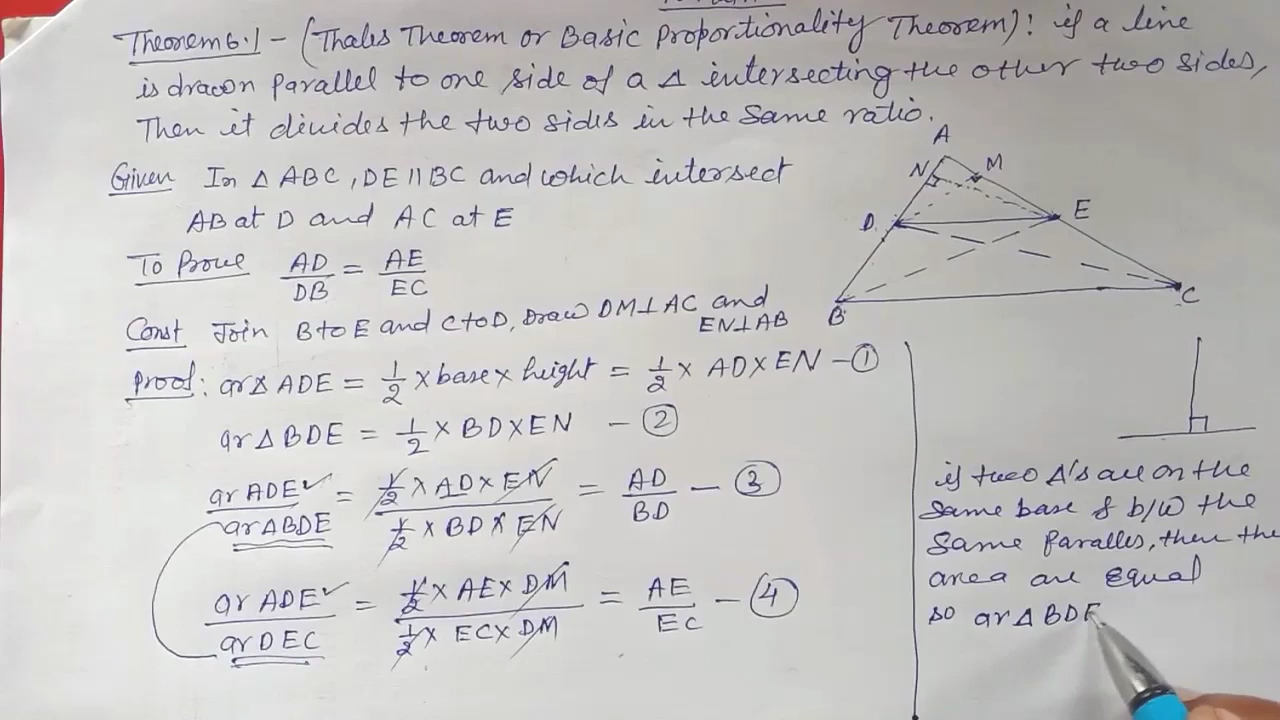 Theorem 6.1 - (Thales Theorem or Basic Proportionality Theorem): if a line
is drawn parallel to one side of a Δ intersecting the other two sides,
Then it divides the two sides in the same ratio.
Given In Δ ABC, DE II BC and which intersect
AB at D and AC at E
To Prove AD/DB = AE/EC
Const Join B to E and C to D, Draw DM⊥AC and
EN⊥AB
Proof: ar Δ ADE = 1/2 × base × height = 1/2 × AD × EN - ①
ar Δ BDE = 1/2 × BD × EN - ②
ar ADE/ar Δ BDE = 1/2 × AD × EN/1/2 × BD × EN = AD/BD - ③
ar ADE/ar DEC = 1/2 × AE × DM/1/2 × EC × DM = AE/EC - ④
A
N
M
D
E
B
C
if two Δ's are on the
same base & b/w the
same paralles, then the
area are equal
so ar Δ BDE